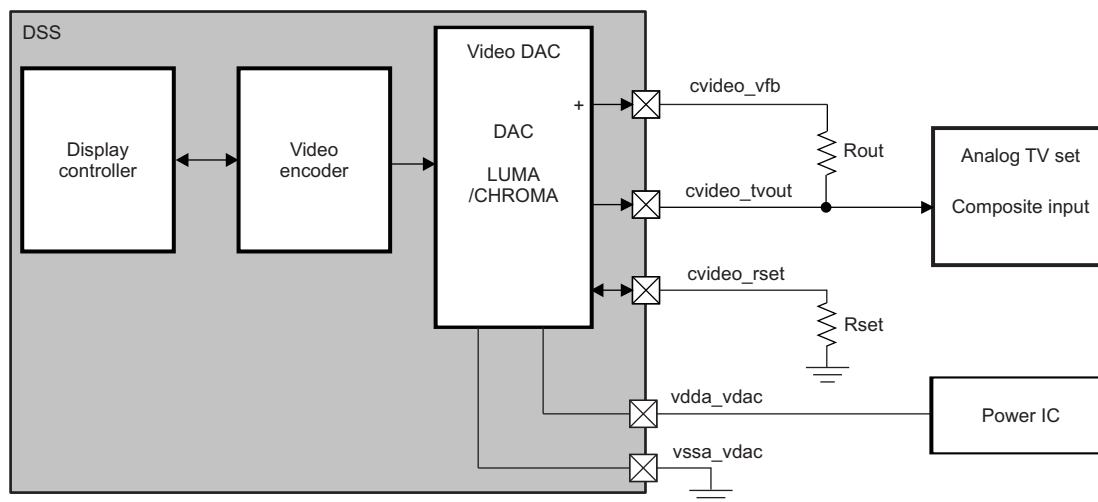 DSS
Display
controller
Video
encoder
Video DAC
+
DAC
LUMA
/CHROMA
cvideo_vfb
Rout
cvideo_tvout
Analog TV set
Composite input
cvideo_rset
Rset
vdda_vdac
Power IC
vssa_vdac